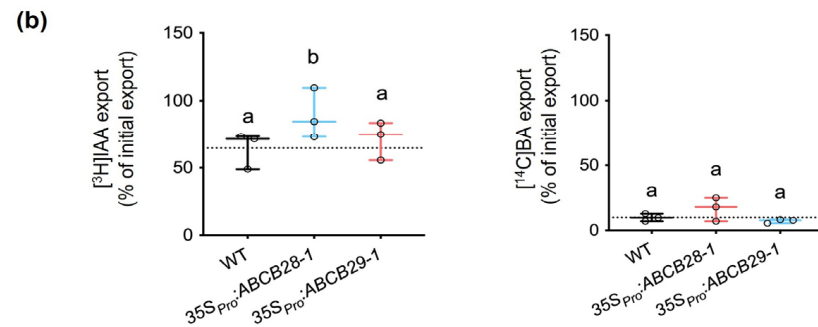 (b)
[³H]IAA export
(% of initial export)
150
100
50
0
a
b
a
WT
35S_Pro:ABCB28-1
35S_Pro:ABCB29-1
[¹⁴C]BA export
(% of initial export)
150
100
50
0
a
a
a
WT
35S_Pro:ABCB28-1
35S_Pro:ABCB29-1